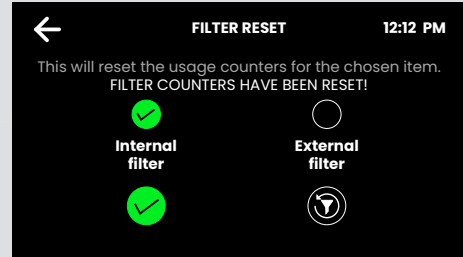 FILTER RESET 12:12 PM
This will reset the usage counters for the chosen item.
FILTER COUNTERS HAVE BEEN RESET!
Internal External
filter filter